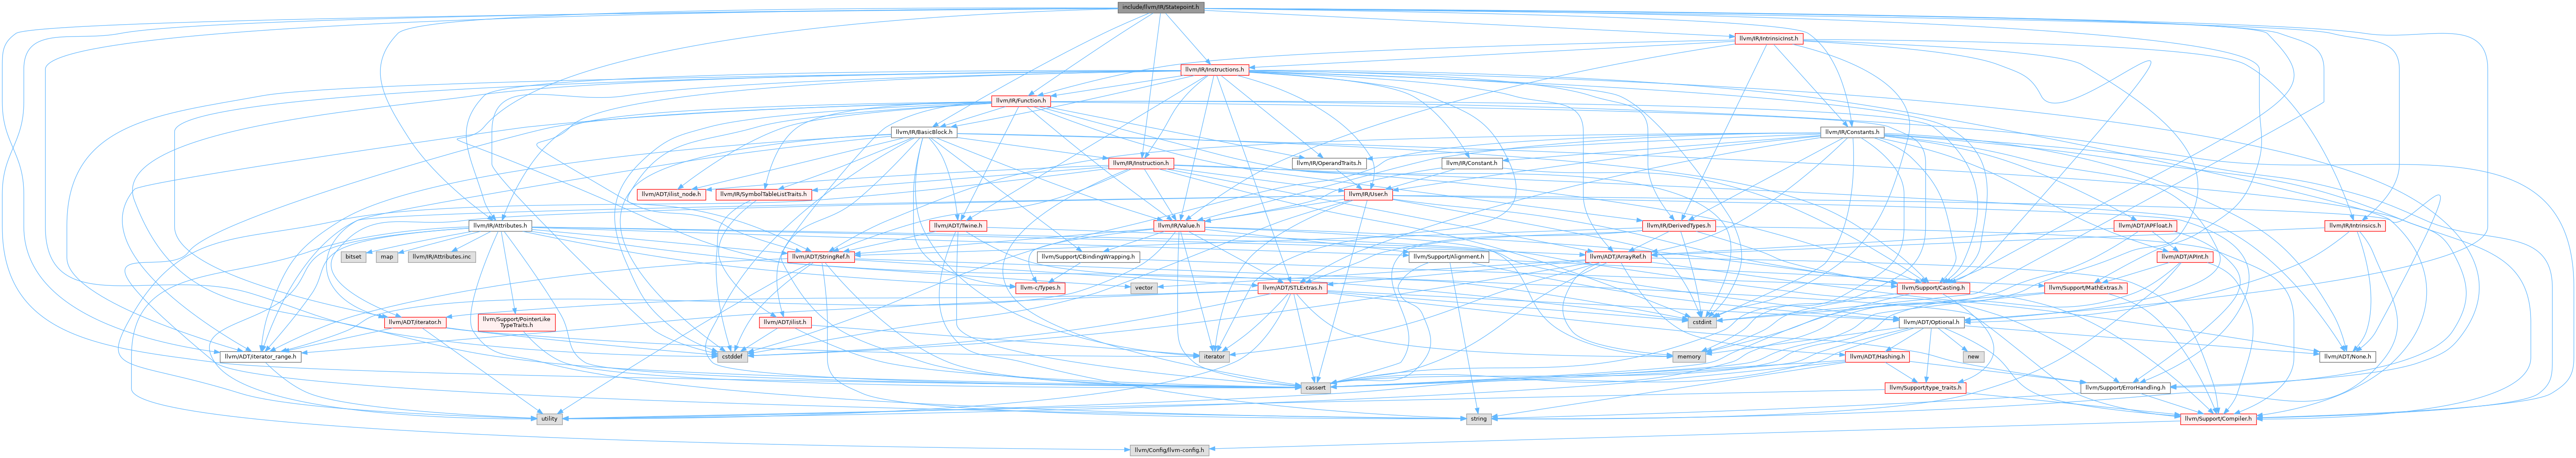 include/llvm/IR/Statepoint.h
llvm/IR/IntrinsicInst.h
llvm/IR/Instructions.h
llvm/IR/Function.h
llvm/IR/BasicBlock.h
llvm/IR/Constants.h
llvm/IR/Instruction.h
llvm/IR/OperandTraits.h
llvm/IR/Constant.h
llvm/ADT/ilist_node.h
llvm/IR/SymbolTableListTraits.h
llvm/IR/User.h
llvm/IR/Attributes.h
llvm/ADT/Twine.h
llvm/IR/Value.h
llvm/IR/DerivedTypes.h
llvm/ADT/APFloat.h
llvm/IR/Intrinsics.h
bitset
map
llvm/IR/Attributes.inc
llvm/ADT/StringRef.h
llvm/Support/CBindingWrapping.h
llvm/Support/Alignment.h
llvm/ADT/ArrayRef.h
llvm/ADT/APInt.h
llvm-c/Types.h
vector
llvm/ADT/STLExtras.h
llvm/Support/Casting.h
llvm/Support/MathExtras.h
llvm/ADT/iterator.h
llvm/Support/PointerLike
TypeTraits.h
llvm/ADT/ilist.h
cstdint
llvm/ADT/Optional.h
llvm/ADT/iterator_range.h
cstddef
iterator
memory
llvm/ADT/Hashing.h
new
llvm/ADT/None.h
cassert
llvm/Support/type_traits.h
llvm/Support/ErrorHandling.h
utility
string
llvm/Support/Compiler.h
llvm/Config/llvm-config.h